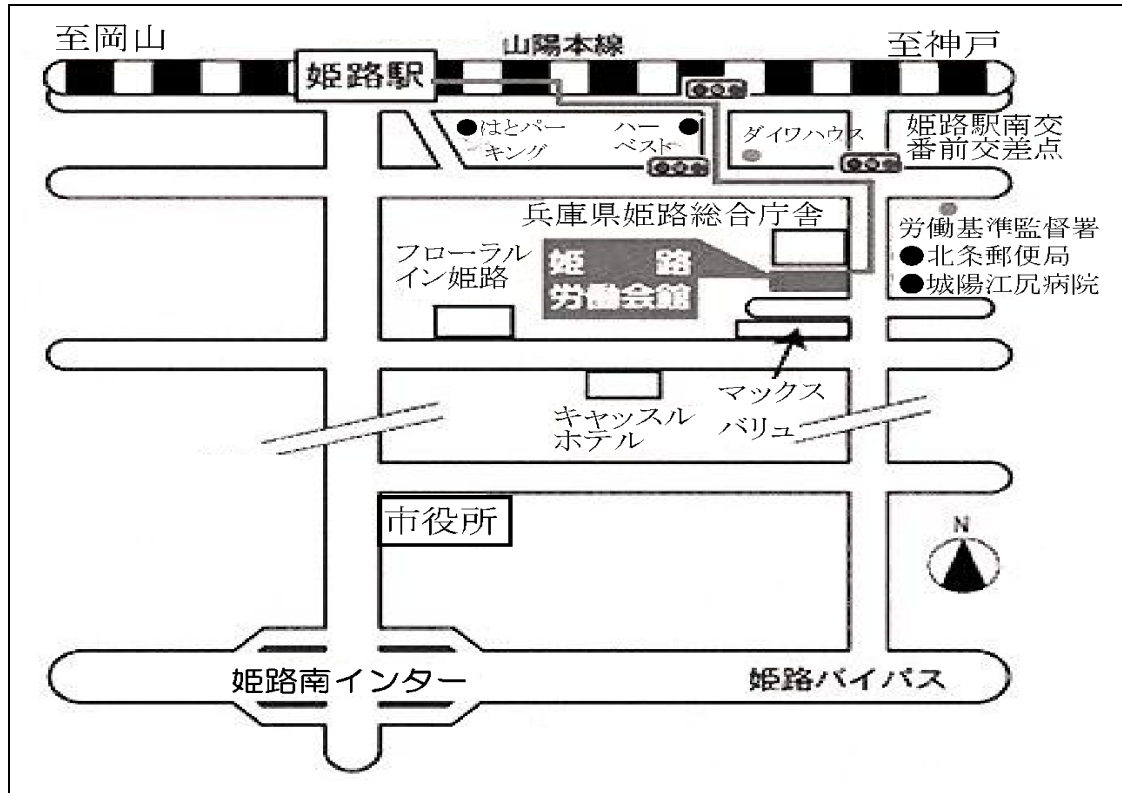 至岡山
山陽本線
至神戸
姫路駅
はとパー
キング
ハー
ベスト
ダイワハウス
姫路駅南交
番前交差点
兵庫県姫路総合庁舎
労働基準監督署
フローラル
イン姫路
姫 路
労働会館
北条郵便局
城陽江尻病院
キャッスル
ホテル
マックス
バリュ
市役所
N
姫路南インター
姫路バイパス